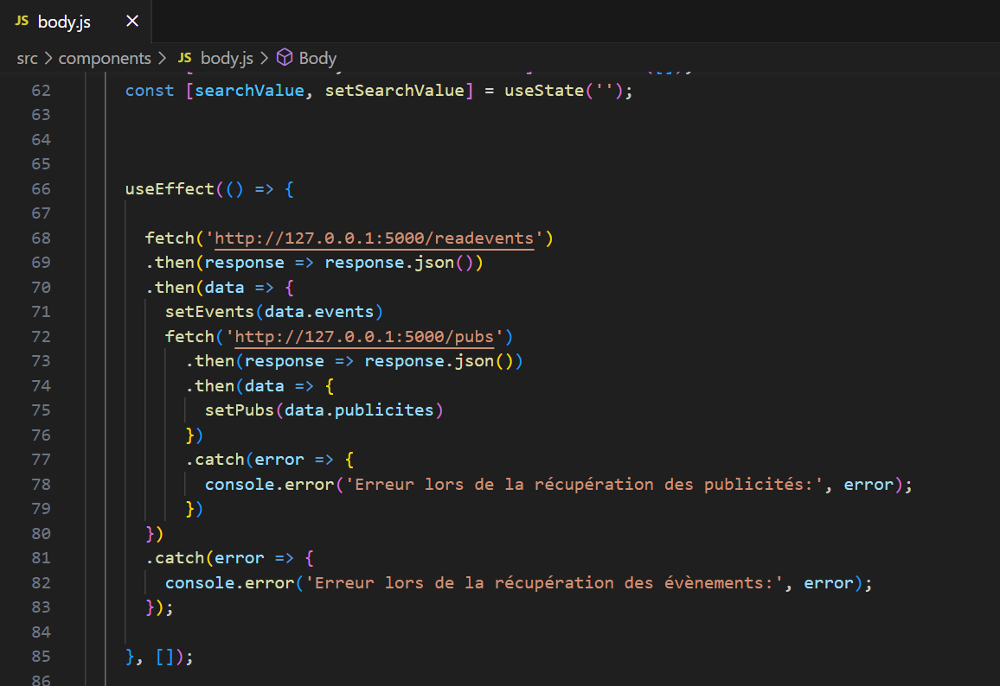 JS body.js ×
src > components > JS body.js > Body
62 const [searchValue, setSearchValue] = useState('');
63
64
65
66 useEffect(() => {
67
68 fetch('http://127.0.0.1:5000/readevents')
69 .then(response => response.json())
70 .then(data => {
71 setEvents(data.events)
72 fetch('http://127.0.0.1:5000/pubs')
73 .then(response => response.json())
74 .then(data => {
75 setPubs(data.publicites)
76 })
77 .catch(error => {
78 console.error('Erreur lors de la récupération des publicités:', error);
79 })
80 })
81 .catch(error => {
82 console.error('Erreur lors de la récupération des évènements:', error);
83 });
84
85 }, []);
86